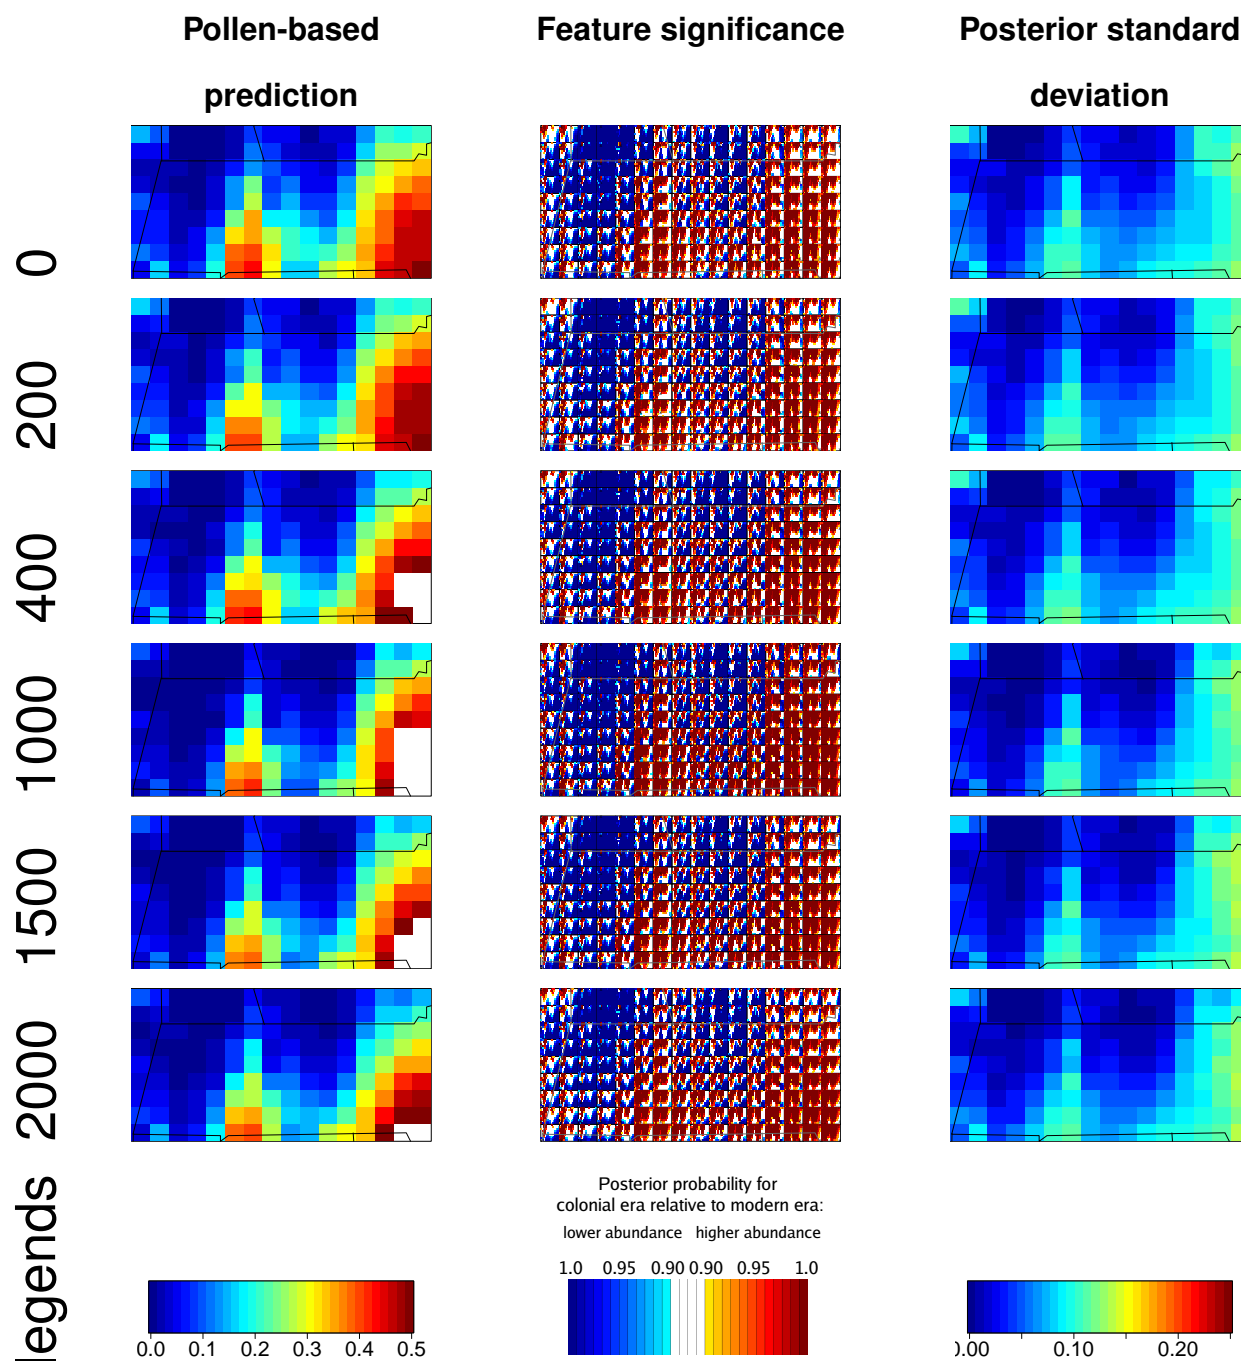 Pollen-based
prediction
Feature significance
Posterior standard
deviation
0
200
400
1000
1500
2000
legends
Posterior probability for
colonial era relative to modern era:
lower abundance higher abundance
1.0 0.95 0.90 0.90 0.95 1.0
0.0 0.1 0.2 0.3 0.4 0.5
0.00 0.10 0.20